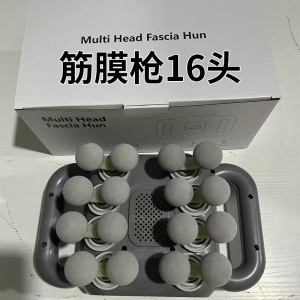 Multi Head Fascia Hun
筋膜枪16头
Multi Head
Fascia Hun